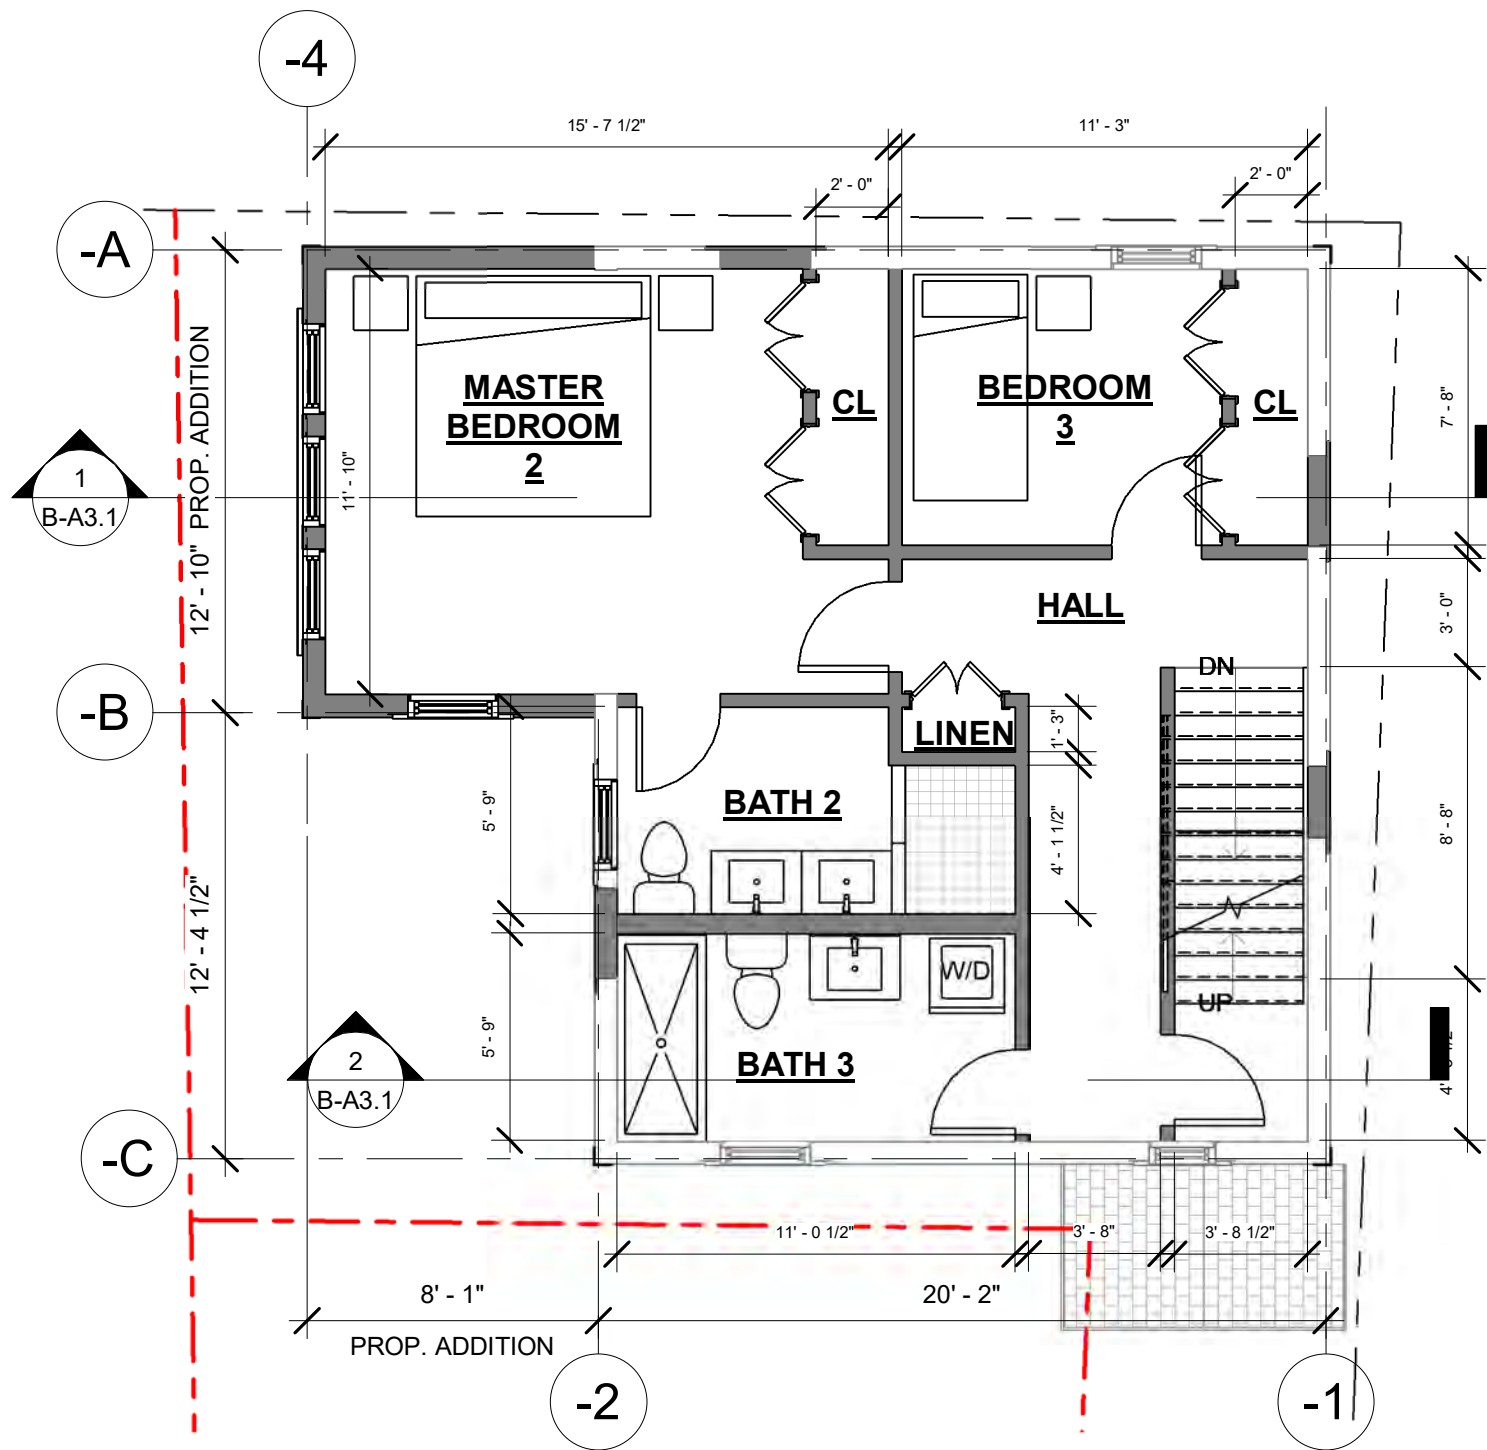 -4
15' - 7 1/2"
11' - 3"
2' - 0"
2' - 0"
-A
12' - 10" PROP. ADDITION
MASTER
BEDROOM
2
CL
BEDROOM
3
CL
7' - 8"
11' - 10"
1
B-A3.1
HALL
3' - 0"
DN
-B
LINEN
1' - 3"
BATH 2
5' - 9"
4' - 1 1/2"
8' - 8"
12' - 4 1/2"
W/D
UP
5' - 9"
BATH 3
2
B-A3.1
-C
11' - 0 1/2"
3' - 8"
3' - 8 1/2"
8' - 1"
20' - 2"
PROP. ADDITION
-2
-1